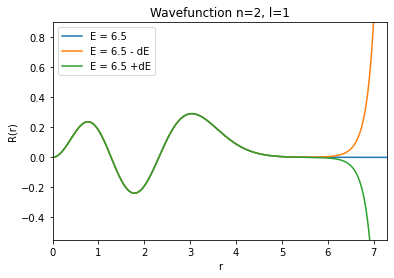 Wavefunction n=2, l=1
E = 6.5
E = 6.5 - dE
E = 6.5 +dE
R(r)
0.8
0.6
0.4
0.2
0.0
−0.2
−0.4
0
1
2
3
4
5
6
7
r